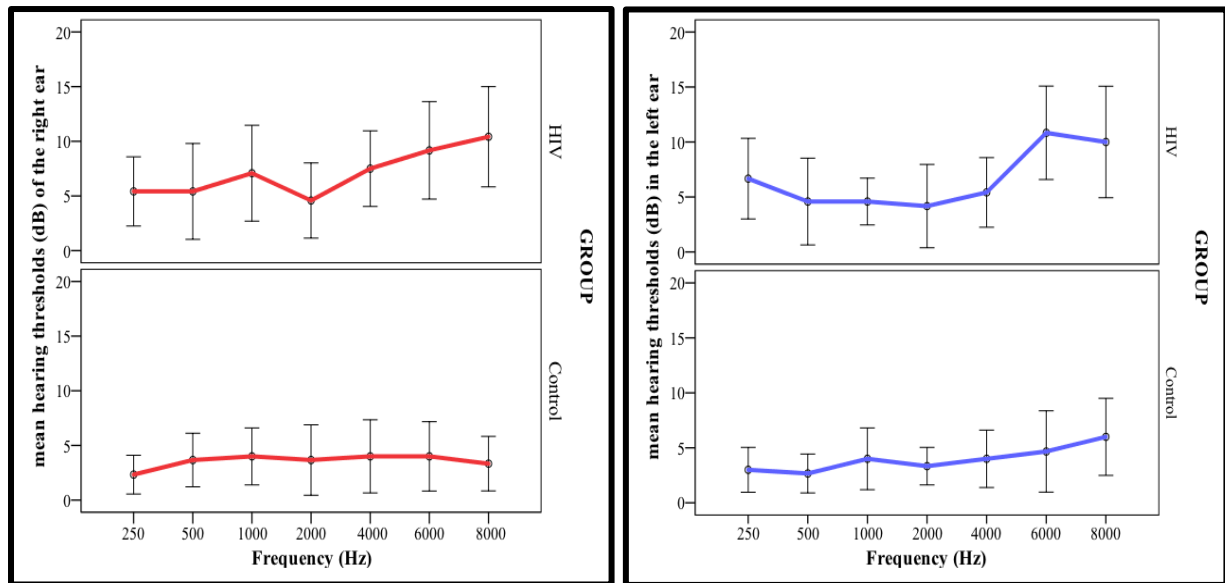 mean hearing thresholds (dB) of the right ear
20
15
10
5
0
HIV
20
15
10
5
0
Control
GROUP
250 500 1000 2000 4000 6000 8000
Frequency (Hz)
mean hearing thresholds (dB) in the left ear
20
15
10
5
0
HIV
20
15
10
5
0
Control
GROUP
250 500 1000 2000 4000 6000 8000
Frequency (Hz)